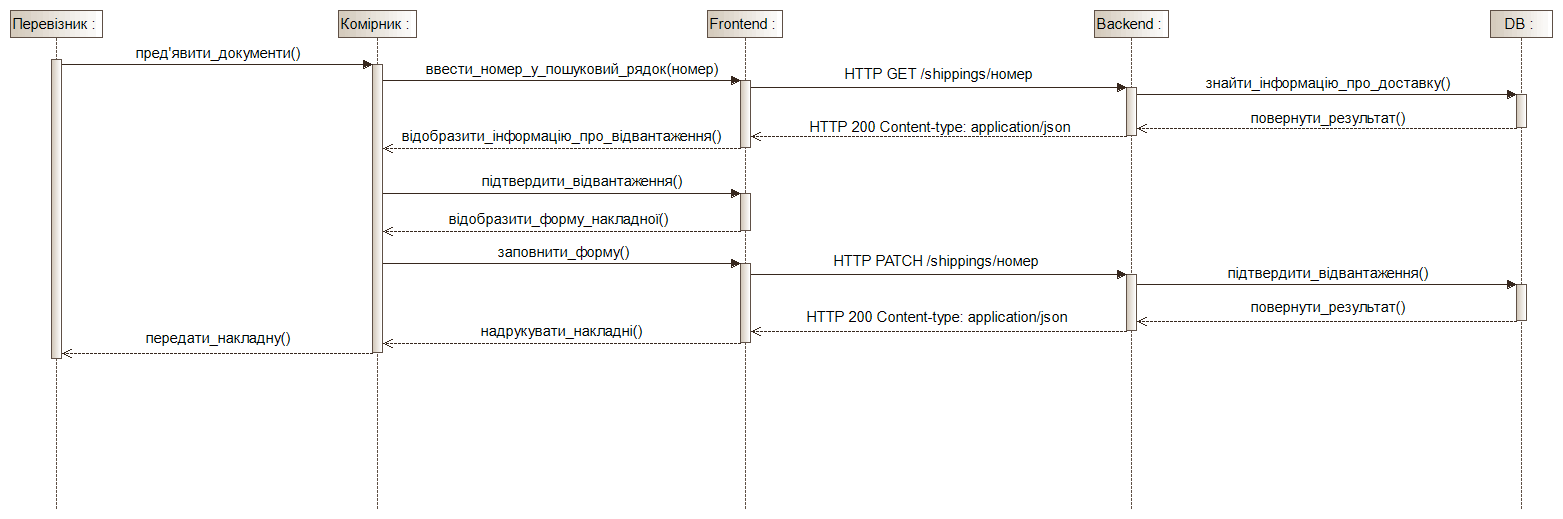 Перевізник :
Комірник :
Frontend :
Backend :
DB :
пред'явити_документи()
ввести_номер_у_пошуковий_рядок(номер)
HTTP GET /shippings/номер
знайти_інформацію_про_доставку()
повернути_результат()
HTTP 200 Content-type: application/json
відобразити_інформацію_про_відвантаження()
підтвердити_відвантаження()
відобразити_форму_накладної()
заповнити_форму()
HTTP PATCH /shippings/номер
підтвердити_відвантаження()
повернути_результат()
HTTP 200 Content-type: application/json
надрукувати_накладні()
передати_накладну()